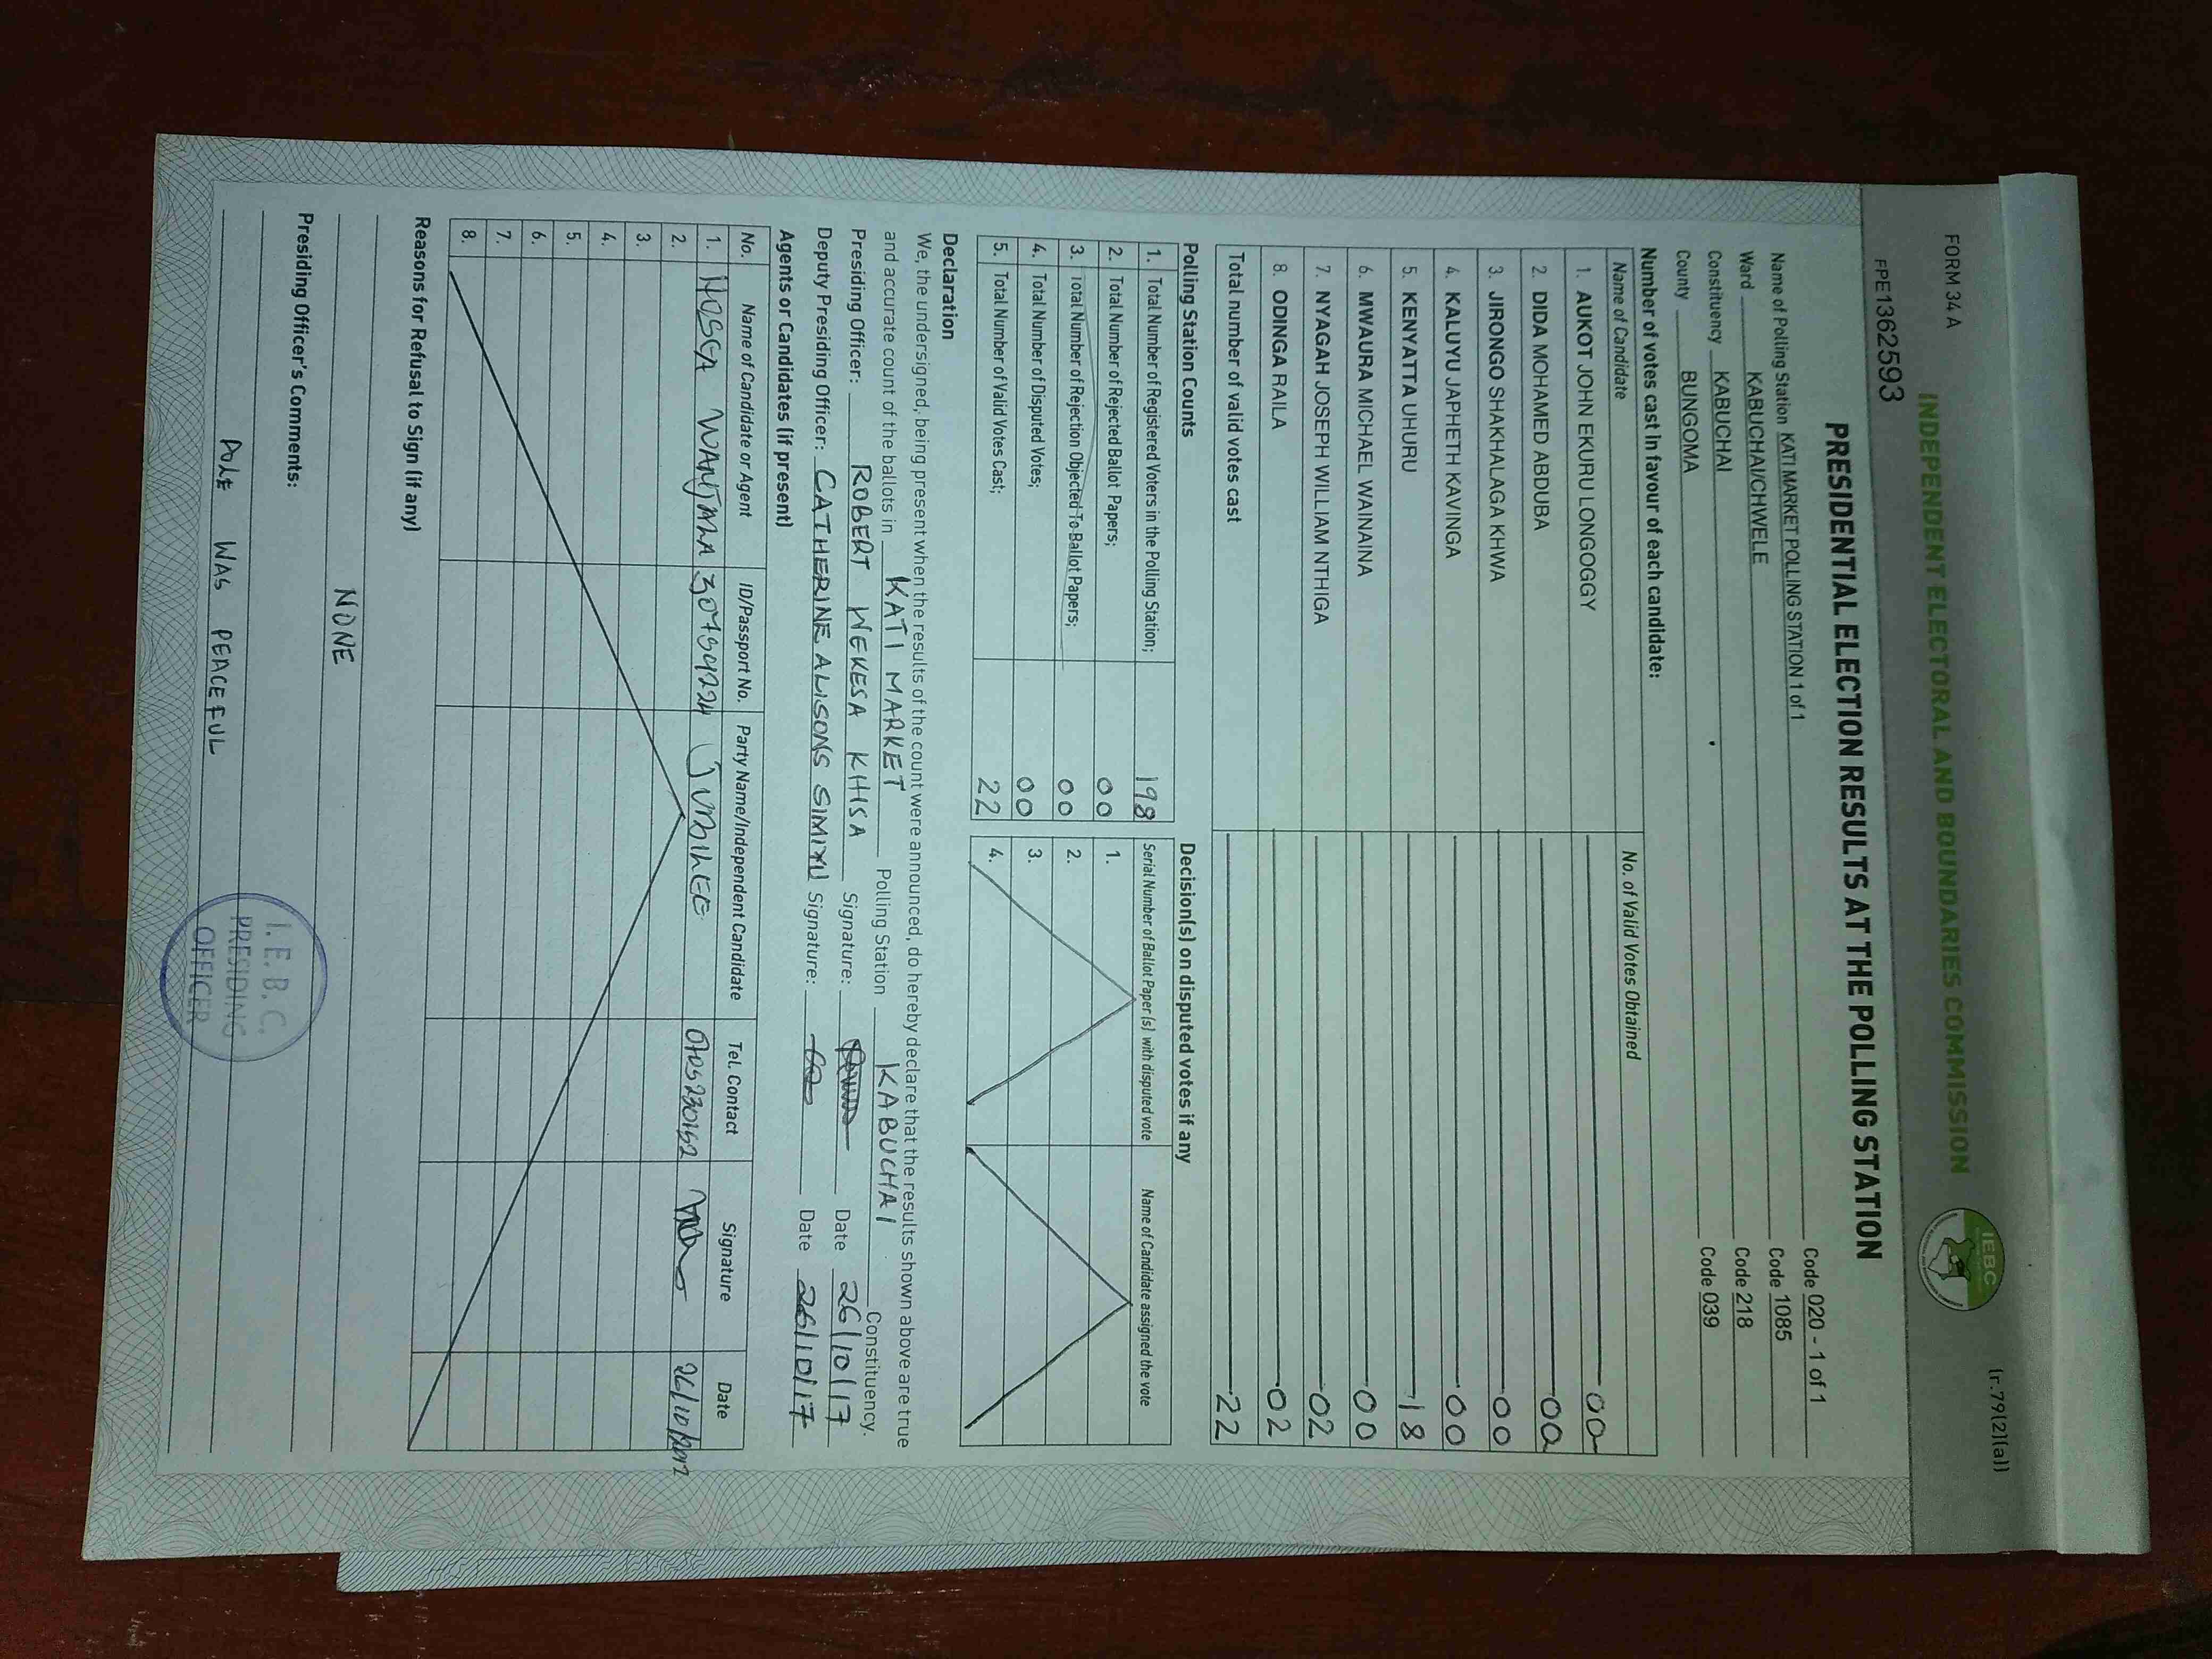 FORM 34 A
(r.79(2)(a))
INDEPENDENT ELECTORAL AND BOUNDARIES COMMISSION
IEBC
FPE1362593
PRESIDENTIAL ELECTION RESULTS AT THE POLLING STATION
Name of Polling Station KATI MARKET POLLING STATION 1 of 1 Code 020 - 1 of 1
Ward KABUCHAI/CHWELE Code 1085
Constituency KABUCHAI Code 218
County BUNGOMA Code 039
Number of votes cast in favour of each candidate:
Name of Candidate No. of Valid Votes Obtained
1. AUKOT JOHN EKURU LONGOGGY 00
2. DIDA MOHAMED ABDUBA 00
3. JIRONGO SHAKHALAGA KHWA 00
4. KALUYU JAPHETH KAVINGA 00
5. KENYATTA UHURU 18
6. MWAURA MICHAEL WAINAINA 00
7. NYAGAH JOSEPH WILLIAM NTHIGA 02
8. ODINGA RAILA 02
Total number of valid votes cast 22
Polling Station Counts
1. Total Number of Registered Voters in the Polling Station; 198
2. Total Number of Rejected Ballot Papers; 00
3. Total Number of Rejection Objected To Ballot Papers; 00
4. Total Number of Disputed Votes; 00
5. Total Number of Valid Votes Cast; 22
Decision(s) on disputed votes if any
Serial Number of Ballot Paper (s) with disputed vote Name of Candidate assigned the vote
1.
2.
3.
4.
Declaration
We, the undersigned, being present when the results of the count were announced, do hereby declare that the results shown above are true
and accurate count of the ballots in KATI MARKET Polling Station KABUCHAI Constituency.
Presiding Officer: ROBERT WEKESA KHISA Signature: Date 26/10/17
Deputy Presiding Officer: CATHERINE ALISONS SIMIYU Signature: Date 26/10/17
Agents or Candidates (if present)
No. Name of Candidate or Agent ID/Passport No. Party Name/Independent Candidate Tel. Contact Signature Date
1. JUBILEE 26/10/2017
2.
3.
4.
5.
6.
7.
8.
Reasons for Refusal to Sign (if any)
NONE
Presiding Officer's Comments:
POLE WAS PEACEFUL
I.E.B.C.
PRESIDING
OFFICER